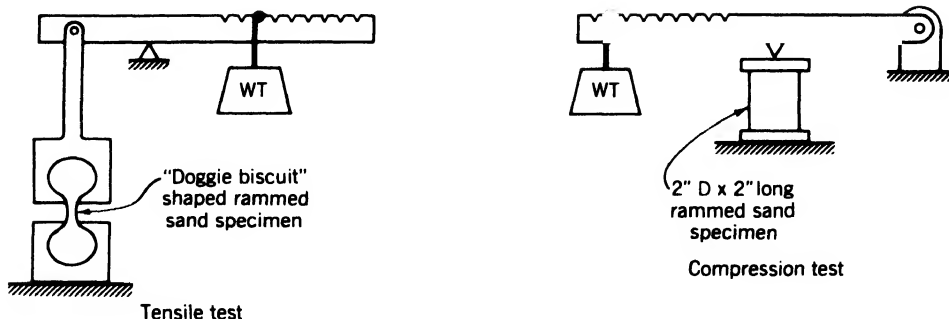 WT
"Doggie biscuit"
shaped rammed
sand specimen
Tensile test
WT
2" D x 2" long
rammed sand
specimen
Compression test